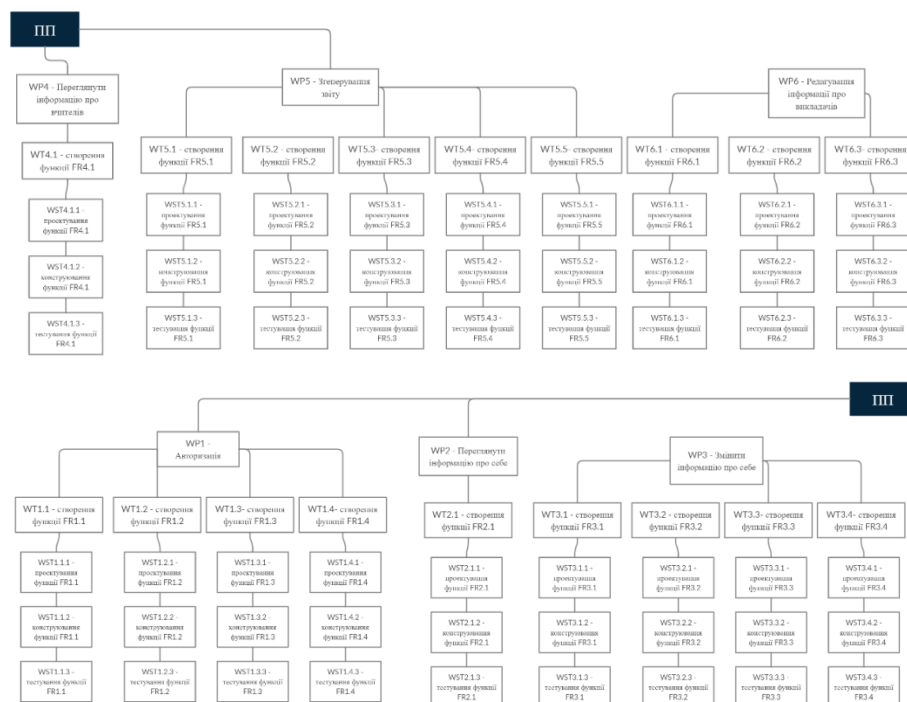 ПП
WP4 - Переглянути
інформацію про
вчителів
WP5 - Згенерування
звіту
WP6 - Редагування
інформації про
викладачів
WT4.1 - створення
функції FR4.1
WT5.1 - створення
функції FR5.1
WT5.2 - створення
функції FR5.2
WT5.3- створення
функції FR5.3
WT5.4- створення
функції FR5.4
WT5.5- створення
функції FR5.5
WT6.1 - створення
функції FR6.1
WT6.2 - створення
функції FR6.2
WT6.3 - створення
функції FR6.3
WST4.1.1 -
проектування
функції FR4.1
WST4.1.2 -
конструювання
функції FR4.1
WST4.1.3 -
тестування функції
FR4.1
WST5.1.1 -
проектування
функції FR5.1
WST5.1.2 -
конструювання
функції FR5.1
WST5.1.3 -
тестування функції
FR5.1
WST5.2.1 -
проектування
функції FR5.2
WST5.2.2 -
конструювання
функції FR5.2
WST5.2.3 -
тестування функції
FR5.2
WST5.3.1 -
проектування
функції FR5.3
WST5.3.2 -
конструювання
функції FR5.3
WST5.3.3 -
тестування функції
FR5.3
WST5.4.1 -
проектування
функції FR5.4
WST5.4.2 -
конструювання
функції FR5.4
WST5.4.3 -
тестування функції
FR5.4
WST5.5.1 -
проектування
функції FR5.5
WST5.5.2 -
конструювання
функції FR5.5
WST5.5.3 -
тестування функції
FR5.5
WST6.1.1 -
проектування
функції FR6.1
WST6.1.2 -
конструювання
функції FR6.1
WST6.1.3 -
тестування функції
FR6.1
WST6.2.1 -
проектування
функції FR6.2
WST6.2.2 -
конструювання
функції FR6.2
WST6.2.3 -
тестування функції
FR6.2
WST6.3.1 -
проектування
функції FR6.3
WST6.3.2 -
конструювання
функції FR6.3
WST6.3.3 -
тестування функції
FR6.3
ПП
WP1 -
Авторизація
WP2 - Переглянути
інформацію про себе
WP3 - Змінити
інформацію про себе
WT1.1 - створення
функції FR1.1
WT1.2 - створення
функції FR1.2
WT1.3- створення
функції FR1.3
WT1.4- створення
функції FR1.4
WT2.1 - створення
функції FR2.1
WT3.1 - створення
функції FR3.1
WT3.2 - створення
функції FR3.2
WT3.3- створення
функції FR3.3
WT3.4- створення
функції FR3.4
WST1.1.1 -
проектування
функції FR1.1
WST1.1.2 -
конструювання
функції FR1.1
WST1.1.3 -
тестування функції
FR1.1
WST1.2.1 -
проектування
функції FR1.2
WST1.2.2 -
конструювання
функції FR1.2
WST1.2.3 -
тестування функції
FR1.2
WST1.3.1 -
проектування
функції FR1.3
WST1.3.2 -
конструювання
функції FR1.3
WST1.3.3 -
тестування функції
FR1.3
WST1.4.1 -
проектування
функції FR1.4
WST1.4.2 -
конструювання
функції FR1.4
WST1.4.3 -
тестування функції
FR1.4
WST2.1.1 -
проектування
функції FR2.1
WST2.1.2 -
конструювання
функції FR2.1
WST2.1.3 -
тестування функції
FR2.1
WST3.1.1 -
проектування
функції FR3.1
WST3.1.2 -
конструювання
функції FR3.1
WST3.1.3 -
тестування функції
FR3.1
WST3.2.1 -
проектування
функції FR3.2
WST3.2.2 -
конструювання
функції FR3.2
WST3.2.3 -
тестування функції
FR3.2
WST3.3.1 -
проектування
функції FR3.3
WST3.3.2 -
конструювання
функції FR3.3
WST3.3.3 -
тестування функції
FR3.3
WST3.4.1 -
проектування
функції FR3.4
WST3.4.2 -
конструювання
функції FR3.4
WST3.4.3 -
тестування функції
FR3.4